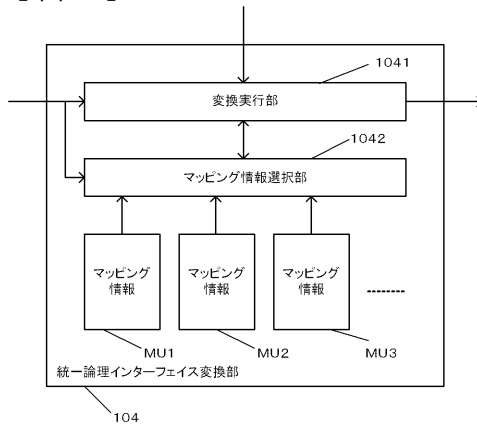 1041
変換実行部
1042
マッピング情報選択部
マッピング
情報
マッピング
情報
マッピング
情報
MU1
MU2
MU3
統一論理インターフェイス変換部
104